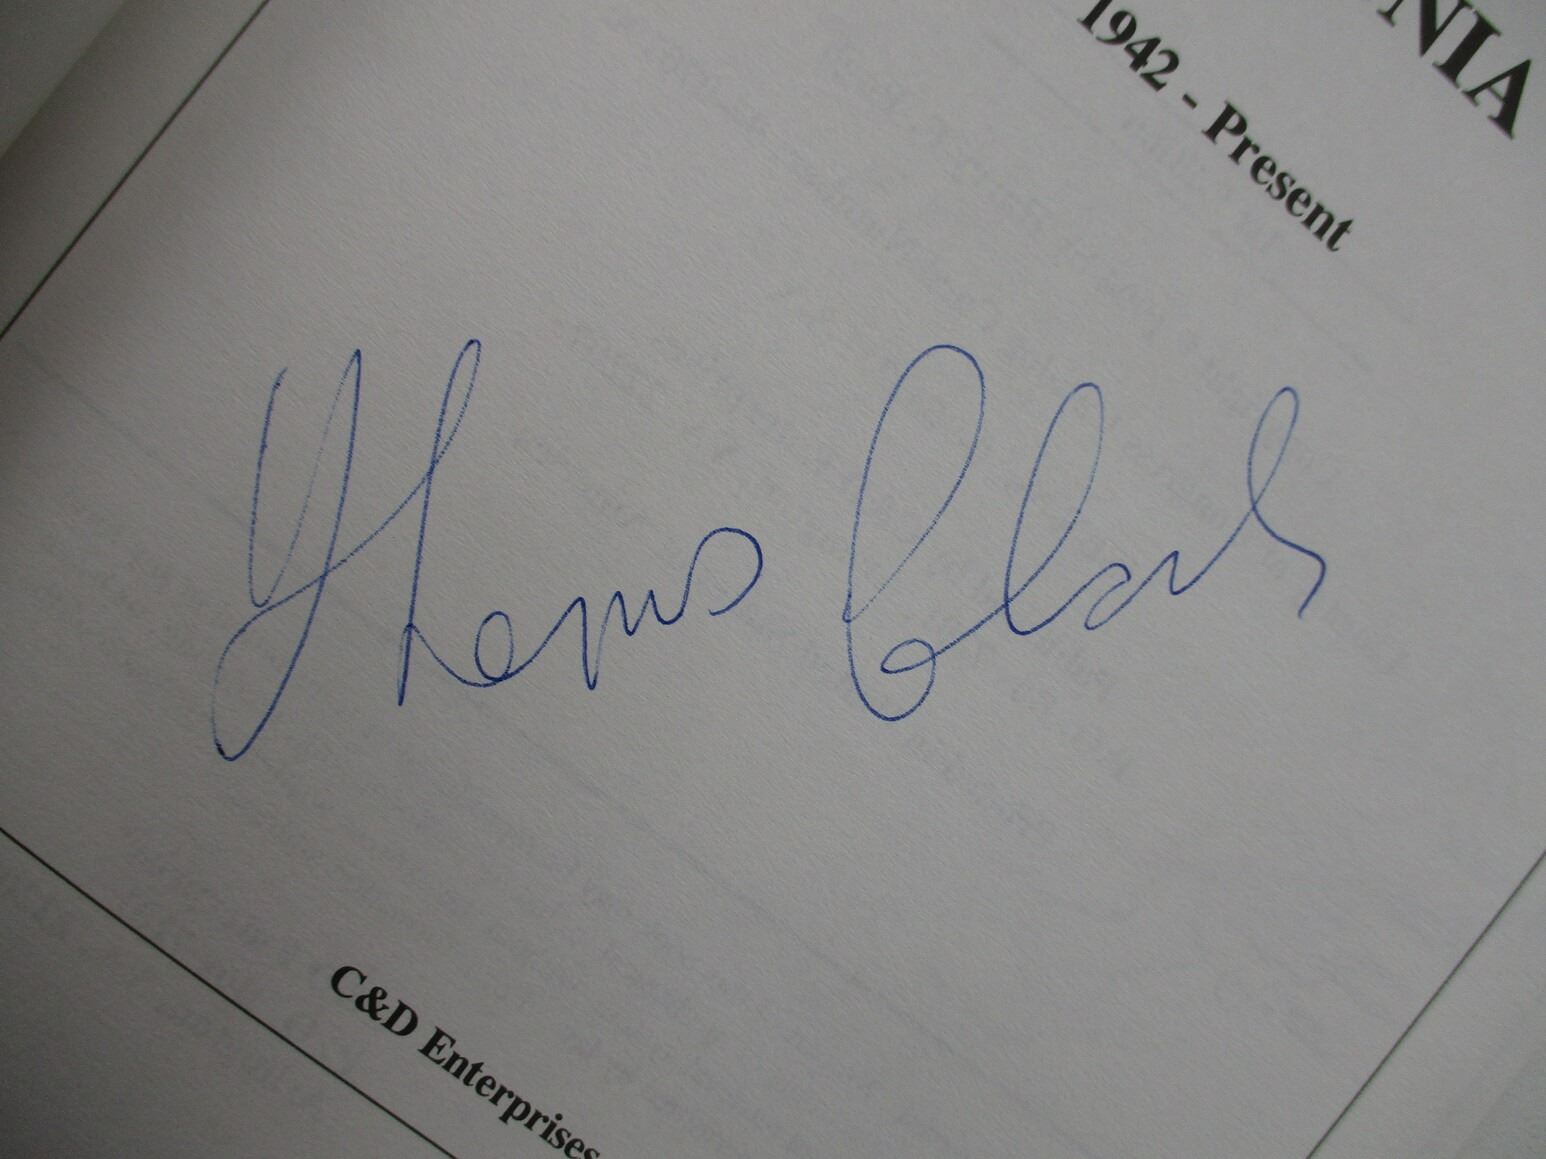 NIA
1942 - Present
Thomas Clark
C&D Enterprises